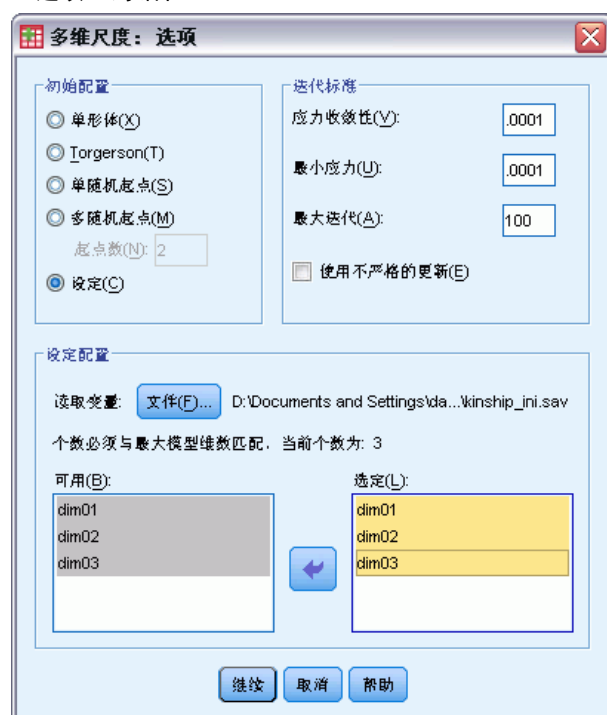 多维尺度：选项
初始配置
单形体(X)
Torgerson(T)
单随机起点(S)
多随机起点(M)
起点数(N): 2
设定(C)
迭代标准
应力收敛性(V): .0001
最小应力(U): .0001
最大迭代(A): 100
使用不严格的更新(E)
设定配置
读取变量: 文件(F)... D:\Documents and Settings\da...\kinship_ini.sav
个数必须与最大模型维数匹配，当前个数为: 3
可用(B):
dim01
dim02
dim03
选定(L):
dim01
dim02
dim03
继续 取消 帮助